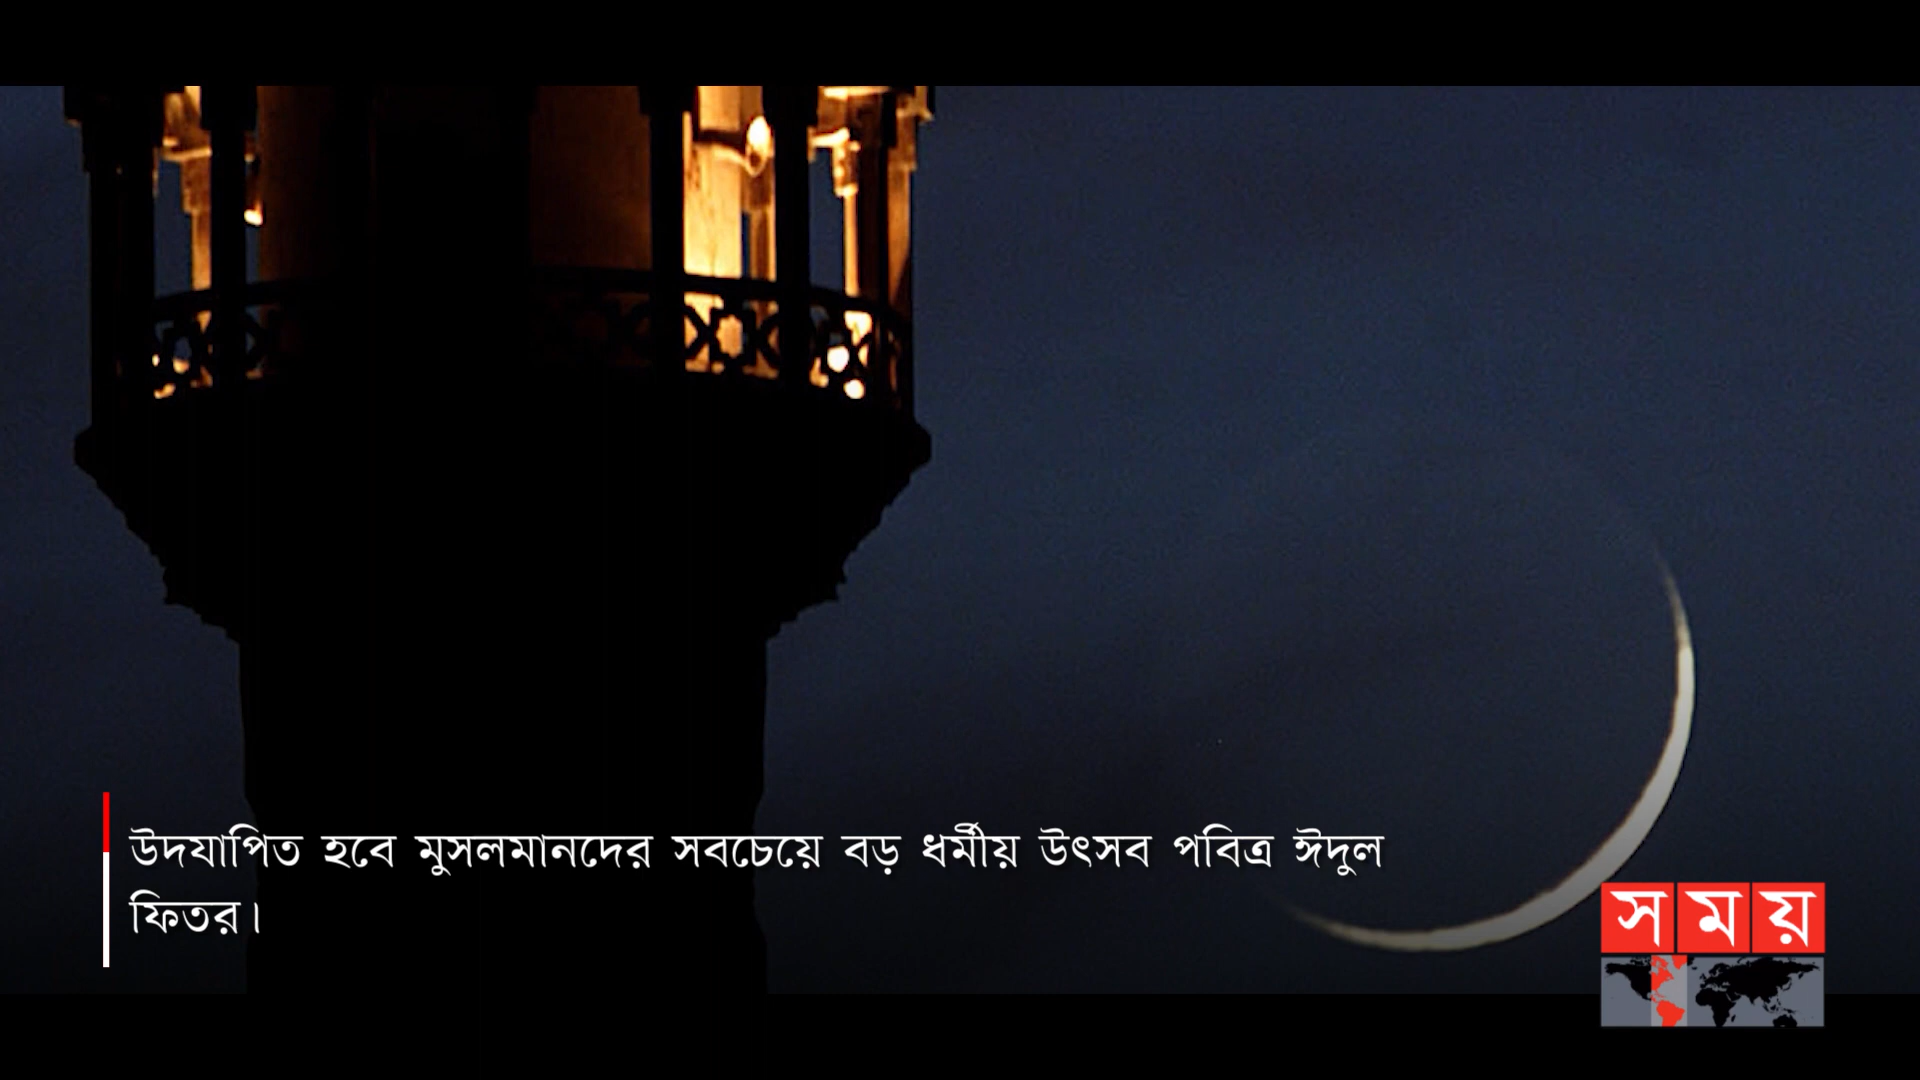 উদযাপিত হবে মুসলমানদের সবচেয়ে বড় ধর্মীয় উৎসব পবিত্র ঈদুল
ফিতর।
সময়